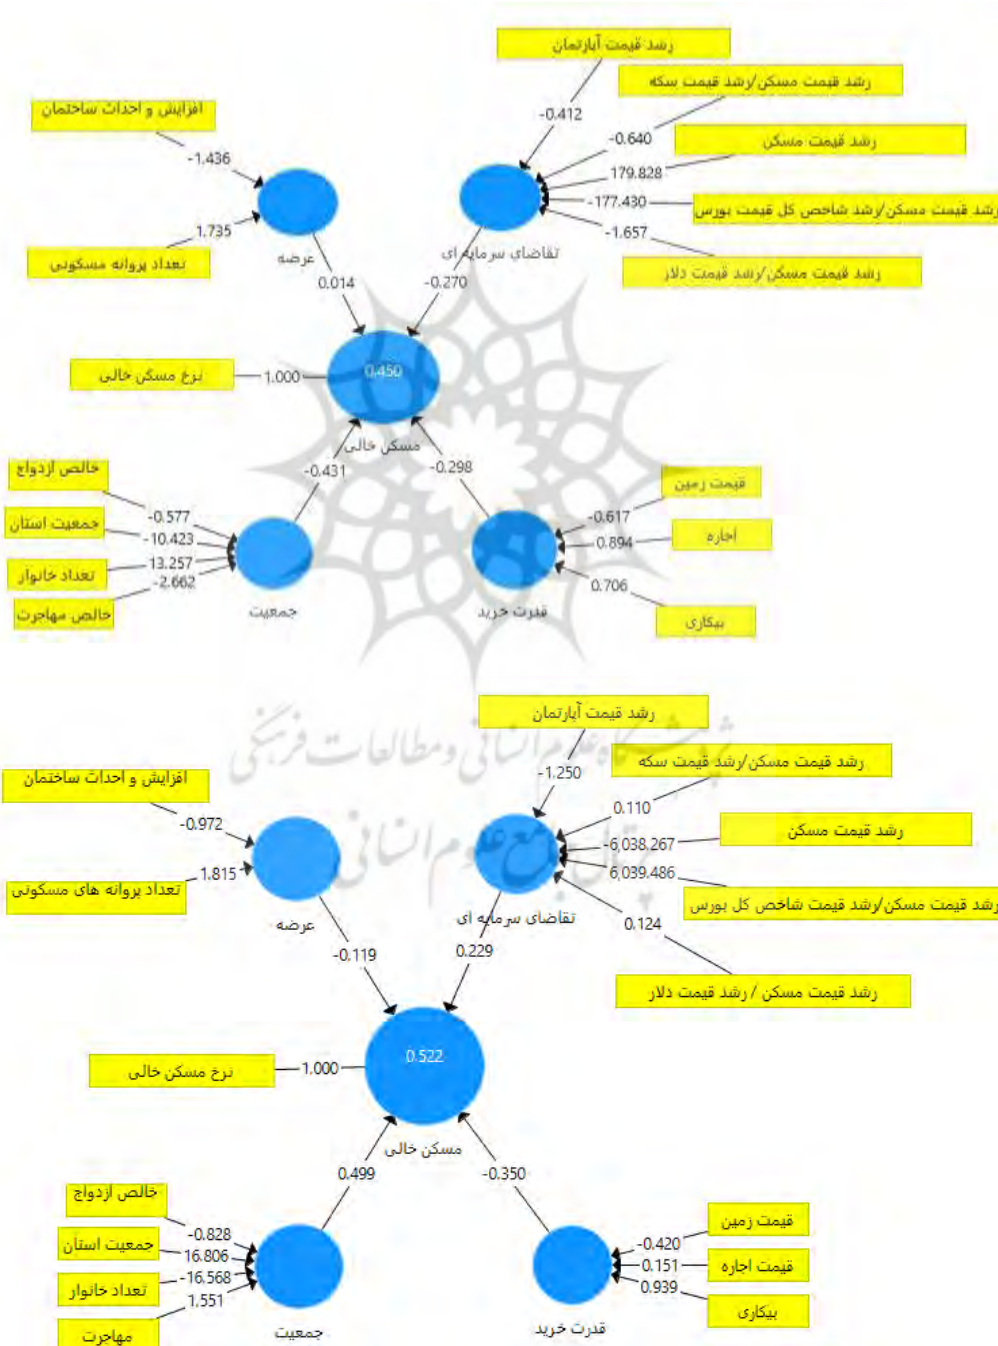 رشد قیمت آپارتمان
رشد قیمت مسکن/رشد قیمت سکه
افزایش و احداث ساختمان
-0.412
-0.640
رشد قیمت مسکن
-1.436
179.828
-177.430
رشد قیمت مسکن/رشد شاخص کل قیمت بورس
1.735
-1.657
تعداد پروانه مسکونی
عرضه
تقاضای سرمایه ای
رشد قیمت مسکن/رشد قیمت دلار
0.014
-0.270
نرخ مسکن خالی
1.000
0.450
مسکن خالی
خالص ازدواج
-0.431
-0.298
قیمت زمین
-0.577
جمعیت استان
-10.423
-0.617
0.894
اجاره
تعداد خانوار
13.257
-2.662
0.706
خالص مهاجرت
جمعیت
قدرت خرید
بیکاری
رشد قیمت آپارتمان
پژوهشگاه علوم انسانی و مطالعات فرهنگی
رشد قیمت مسکن/رشد قیمت سکه
افزایش و احداث ساختمان
-1.250
0.110
-0.972
رشد قیمت مسکن
-6,038.267
پرتال جامع علوم انسانی
1.815
6,039.486
تعداد پروانه های مسکونی
رشد قیمت مسکن/رشد قیمت شاخص کل بورس
عرضه
تقاضای سرمایه ای
0.124
-0.119
0.229
رشد قیمت مسکن / رشد قیمت دلار
0.522
نرخ مسکن خالی
1.000
مسکن خالی
0.499
-0.350
خالص ازدواج
قیمت زمین
-0.828
جمعیت استان
16.806
-0.420
0.151
قیمت اجاره
تعداد خانوار
-16.568
0.939
1.551
بیکاری
مهاجرت
جمعیت
قدرت خرید